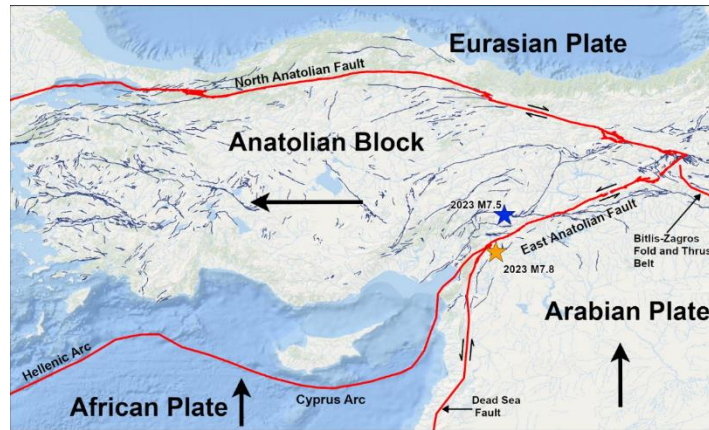 Eurasian Plate
North Anatolian Fault
Anatolian Block
2023 M7.5
East Anatolian Fault
2023 M7.8
Bitlis-Zagros
Fold and Thrus
Belt
Arabian Plate
Hellenic Arc
African Plate
Cyprus Arc
Dead Sea
Fault